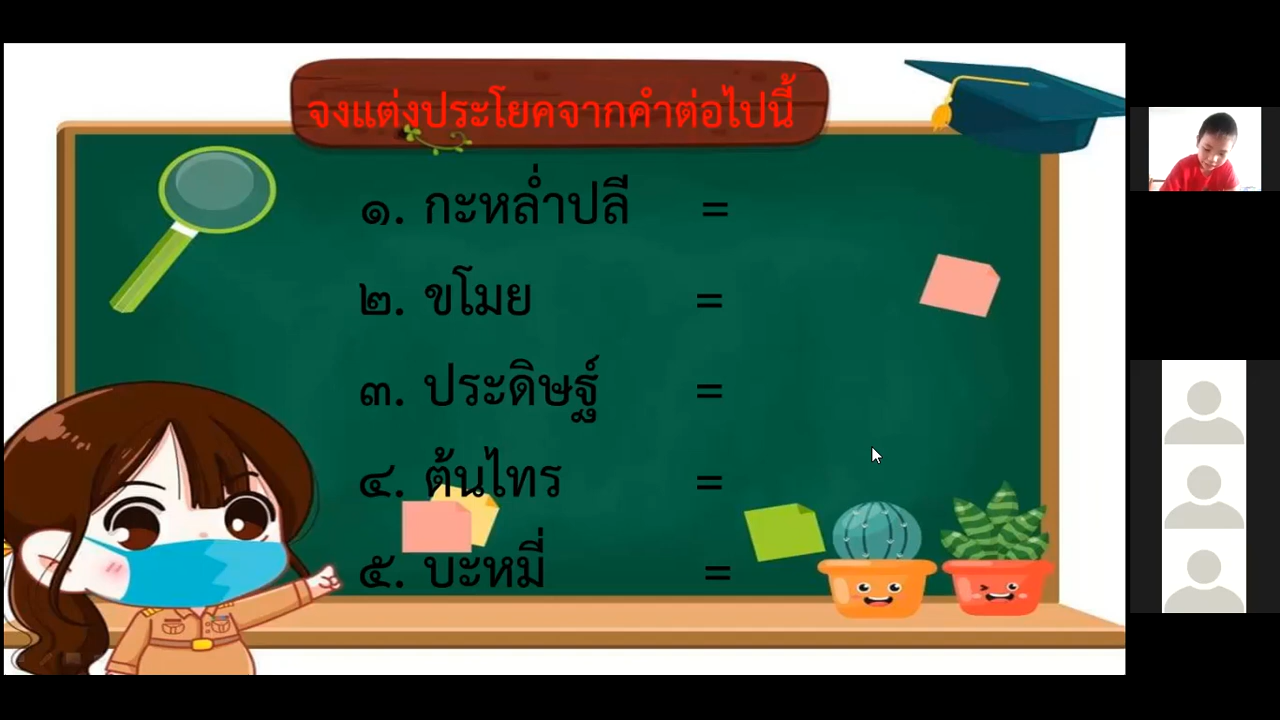 จงแต่งประโยคจากคำต่อไปนี้
๑. กะหล่ำปลี =
๒. ขโมย =
๓. ประดิษฐ์ =
๔. ต้นไทร =
๕. บะหมี่ =